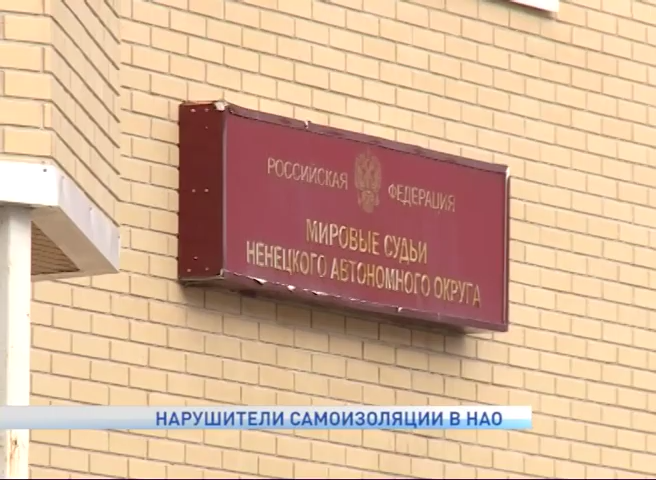 РОССИЙСКАЯ ФЕДЕРАЦИЯ
МИРОВЫЕ СУДЬИ
НЕНЕЦКОГО АВТОНОМНОГО ОКРУГА
НАРУШИТЕЛИ САМОИЗОЛЯЦИИ В НАО